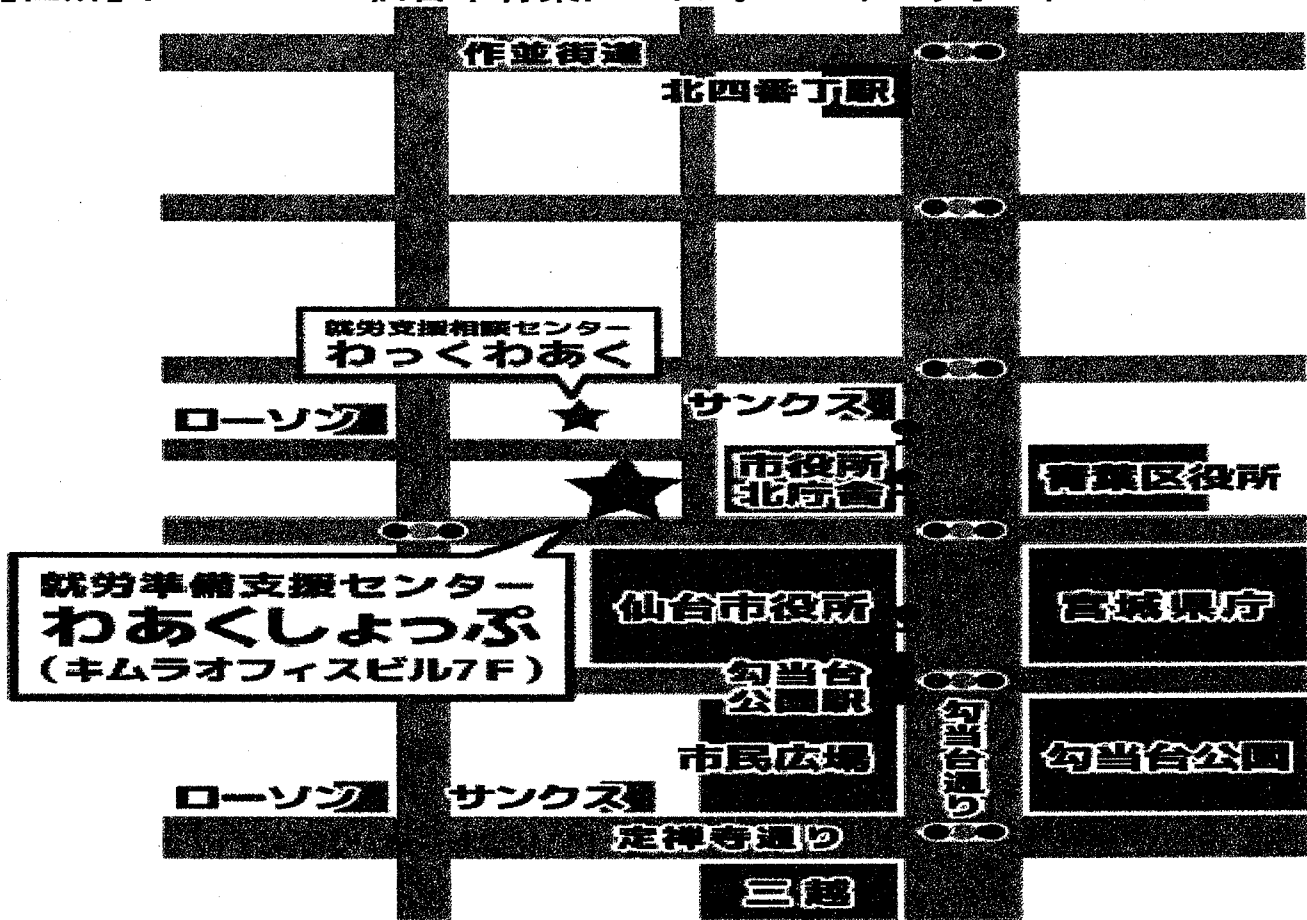 作並街道
北四番丁駅
就労支援相談センター
わっくわあく
ローソン
サンクス
市役所
北庁舎
青葉区役所
就労準備支援センター
わあくしょっぷ
(キムラオフィスビル7F)
仙台市役所
宮城県庁
勾当台
公園駅
勾当台通り
市民広場
勾当台公園
ローソン
サンクス
定禅寺通り
三越